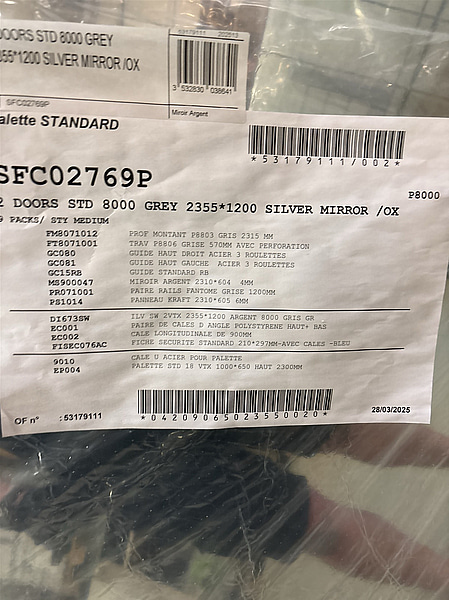 DOORS STD 8000 GREY
355*1200 SILVER MIRROR /OX
53179111 202513
3 532830 038641
SFC02769P
Miroir Argent
alette STANDARD
*53179111/002*
SFC02769P
P8000
2 DOORS STD 8000 GREY 2355*1200 SILVER MIRROR /OX
9 PACKS/ STY MEDIUM
FM8071012 PROF MONTANT P8803 GRIS 2315 MM
FT8071001 TRAV P8806 GRISE 570MM AVEC PERFORATION
GC080 GUIDE HAUT DROIT ACIER 3 ROULETTES
GC081 GUIDE HAUT GAUCHE ACIER 3 ROULETTES
GC15RB GUIDE STANDARD RB
MS900047 MIROIR ARGENT 2310*604 4MM
PR071001 PAIRE RAILS FANTOME GRISE 1200MM
PS1014 PANNEAU KRAFT 2310*605 6MM
DI673SW ILV SW 2VTX 2355*1200 ARGENT 8000 GRIS GR
EC001 PAIRE DE CALES D ANGLE POLYSTYRENE HAUT+ BAS
EC002 CALE LONGITUDINALE DE 900MM
FISEC076AC FICHE SECURITE STANDARD 210*297MM-AVEC CALES -BLEU
9010 CALE U ACIER POUR PALETTE
EP004 PALETTE STD 18 VTX 1000*650 HAUT 2300MM
OF n° : 53179111
*04209065023550020*
28/03/2025